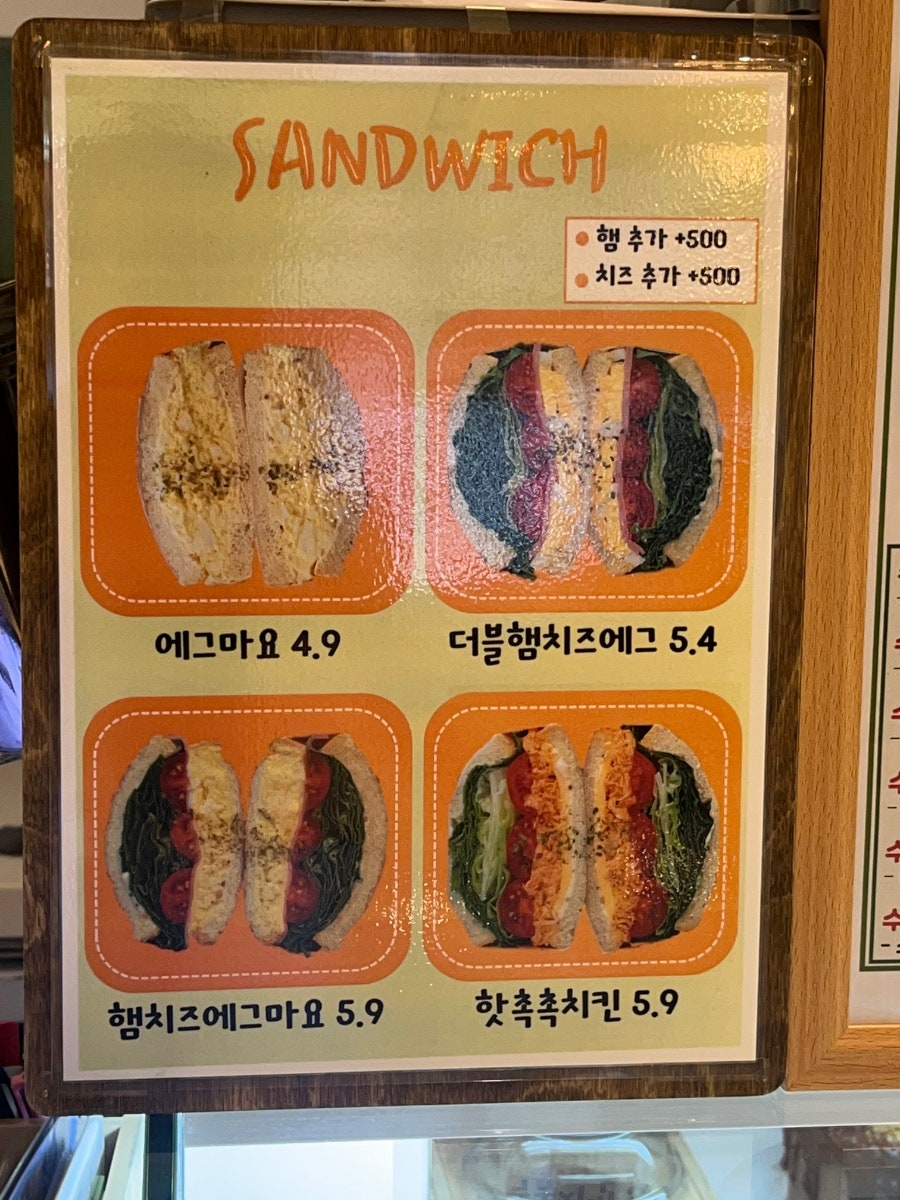 SANDWICH
• 햄 추가 +500
• 치즈 추가 +500
에그마요 4.9
더블햄치즈에그 5.4
햄치즈에그마요 5.9
핫촉촉치킨 5.9